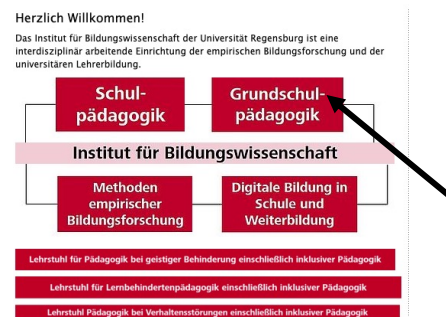 Herzlich Willkommen!
Das Institut für Bildungswissenschaft der Universität Regensburg ist eine
interdisziplinär arbeitende Einrichtung der empirischen Bildungsforschung und der
universitären Lehrerbildung.
Schul-
pädagogik
Grundschul-
pädagogik
Institut für Bildungswissenschaft
Methoden
empirischer
Bildungsforschung
Digitale Bildung in
Schule und
Weiterbildung
Lehrstuhl für Pädagogik bei geistiger Behinderung einschließlich inklusiver Pädagogik
Lehrstuhl für Lernbehindertenpädagogik einschließlich inklusiver Pädagogik
Lehrstuhl Pädagogik bei Verhaltensstörungen einschließlich inklusiver Pädagogik